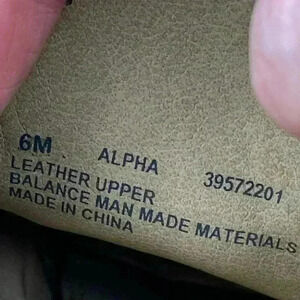 6M ALPHA 39572201
LEATHER UPPER
BALANCE MAN MADE MATERIALS
MADE IN CHINA